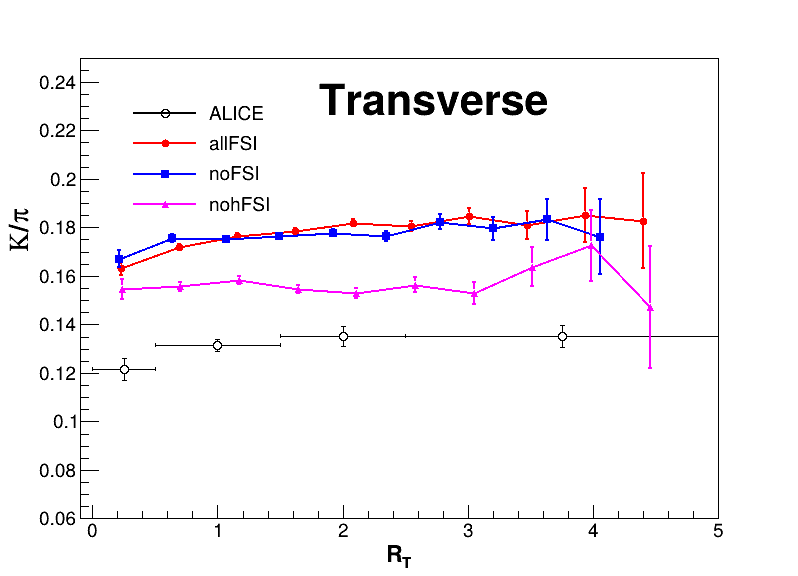 Transverse
ALICE
allFSI
noFSI
nohFSI
K/π
0.24
0.22
0.2
0.18
0.16
0.14
0.12
0.1
0.08
0.06
0 1 2 3 4 5
R_T